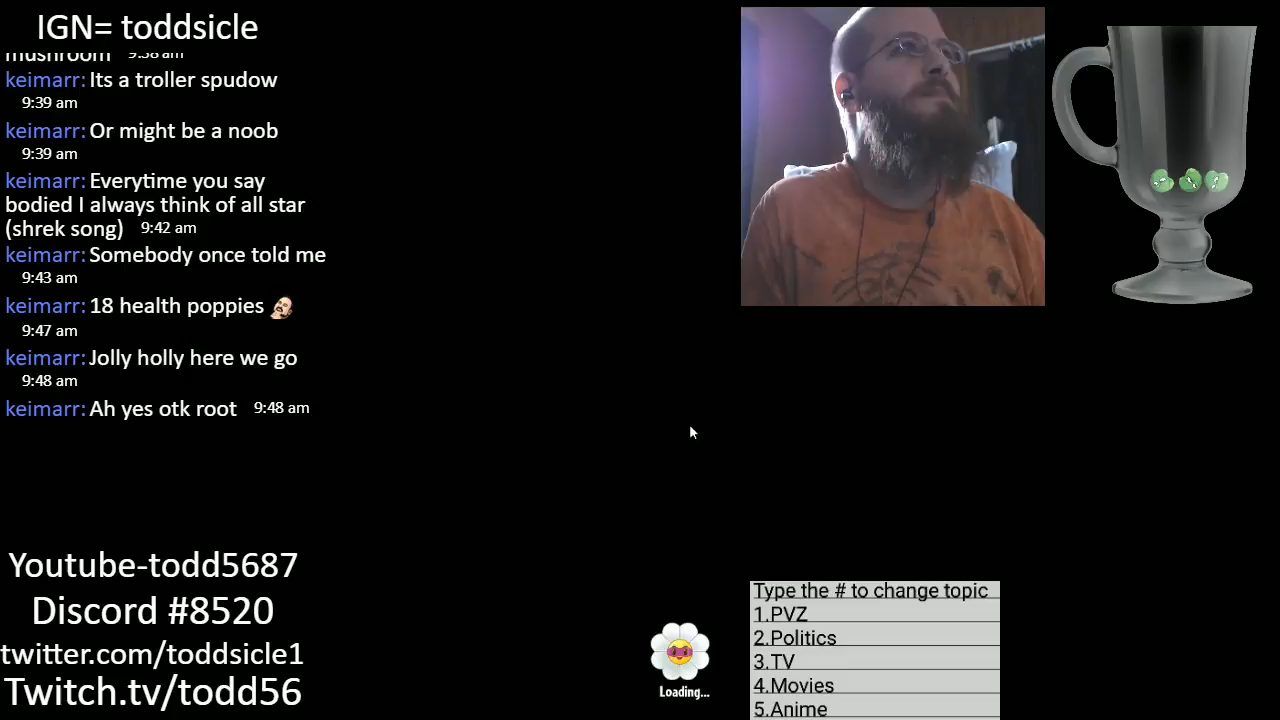 IGN= toddsicle
mushroom 9:38 am
keimarr: Its a troller spudow
9:39 am
keimarr: Or might be a noob
9:39 am
keimarr: Everytime you say
bodied I always think of all star
(shrek song) 9:42 am
keimarr: Somebody once told me
9:43 am
keimarr: 18 health poppies
9:47 am
keimarr: Jolly holly here we go
9:48 am
keimarr: Ah yes otk root 9:48 am
Youtube-todd5687
Discord #8520
twitter.com/toddsicle1
Twitch.tv/todd56
Loading...
Type the # to change topic
1.PVZ
2.Politics
3.TV
4.Movies
5.Anime